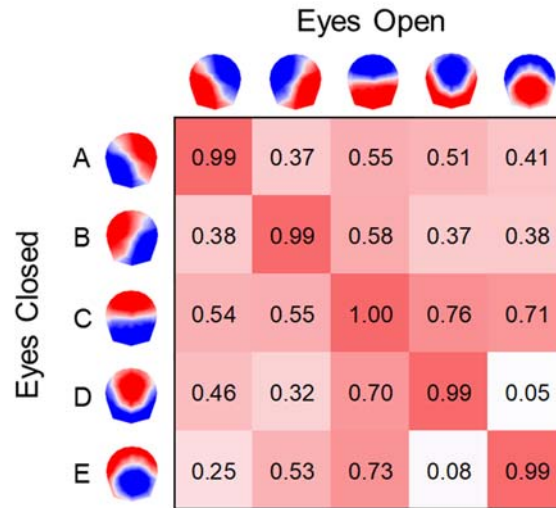 Eyes Open
Eyes Closed
A 0.99 0.37 0.55 0.51 0.41
B 0.38 0.99 0.58 0.37 0.38
C 0.54 0.55 1.00 0.76 0.71
D 0.46 0.32 0.70 0.99 0.05
E 0.25 0.53 0.73 0.08 0.99